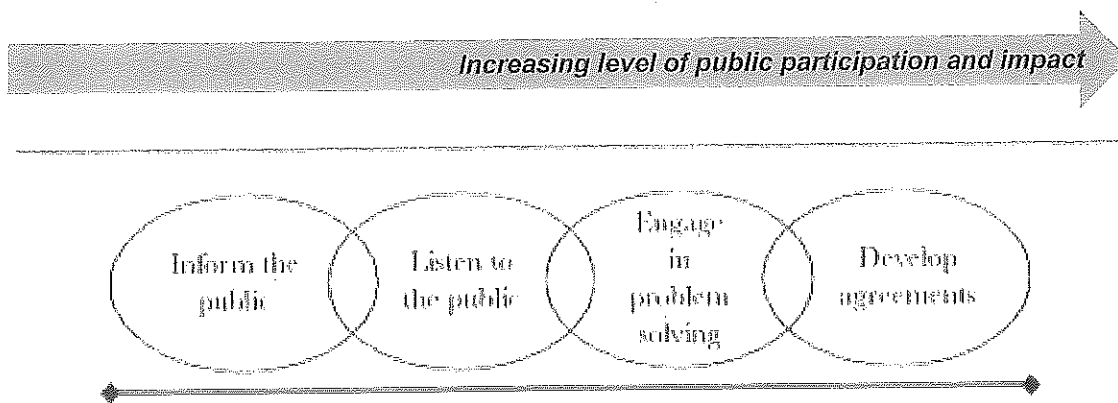 Increasing level of public participation and impact
Inform the
public
Listen to
the public
Engage
in
problem
solving
Develop
agreements